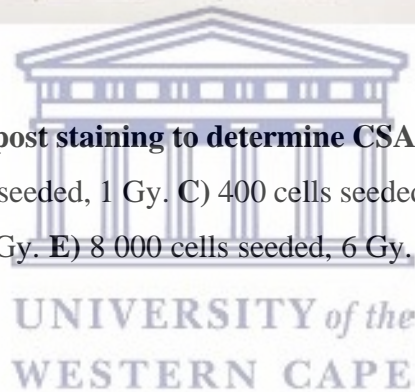 post staining to determine CSA
seeded, 1 Gy. C) 400 cells seeded
Gy. E) 8 000 cells seeded, 6 Gy.
UNIVERSITY of the
WESTERN CAPE